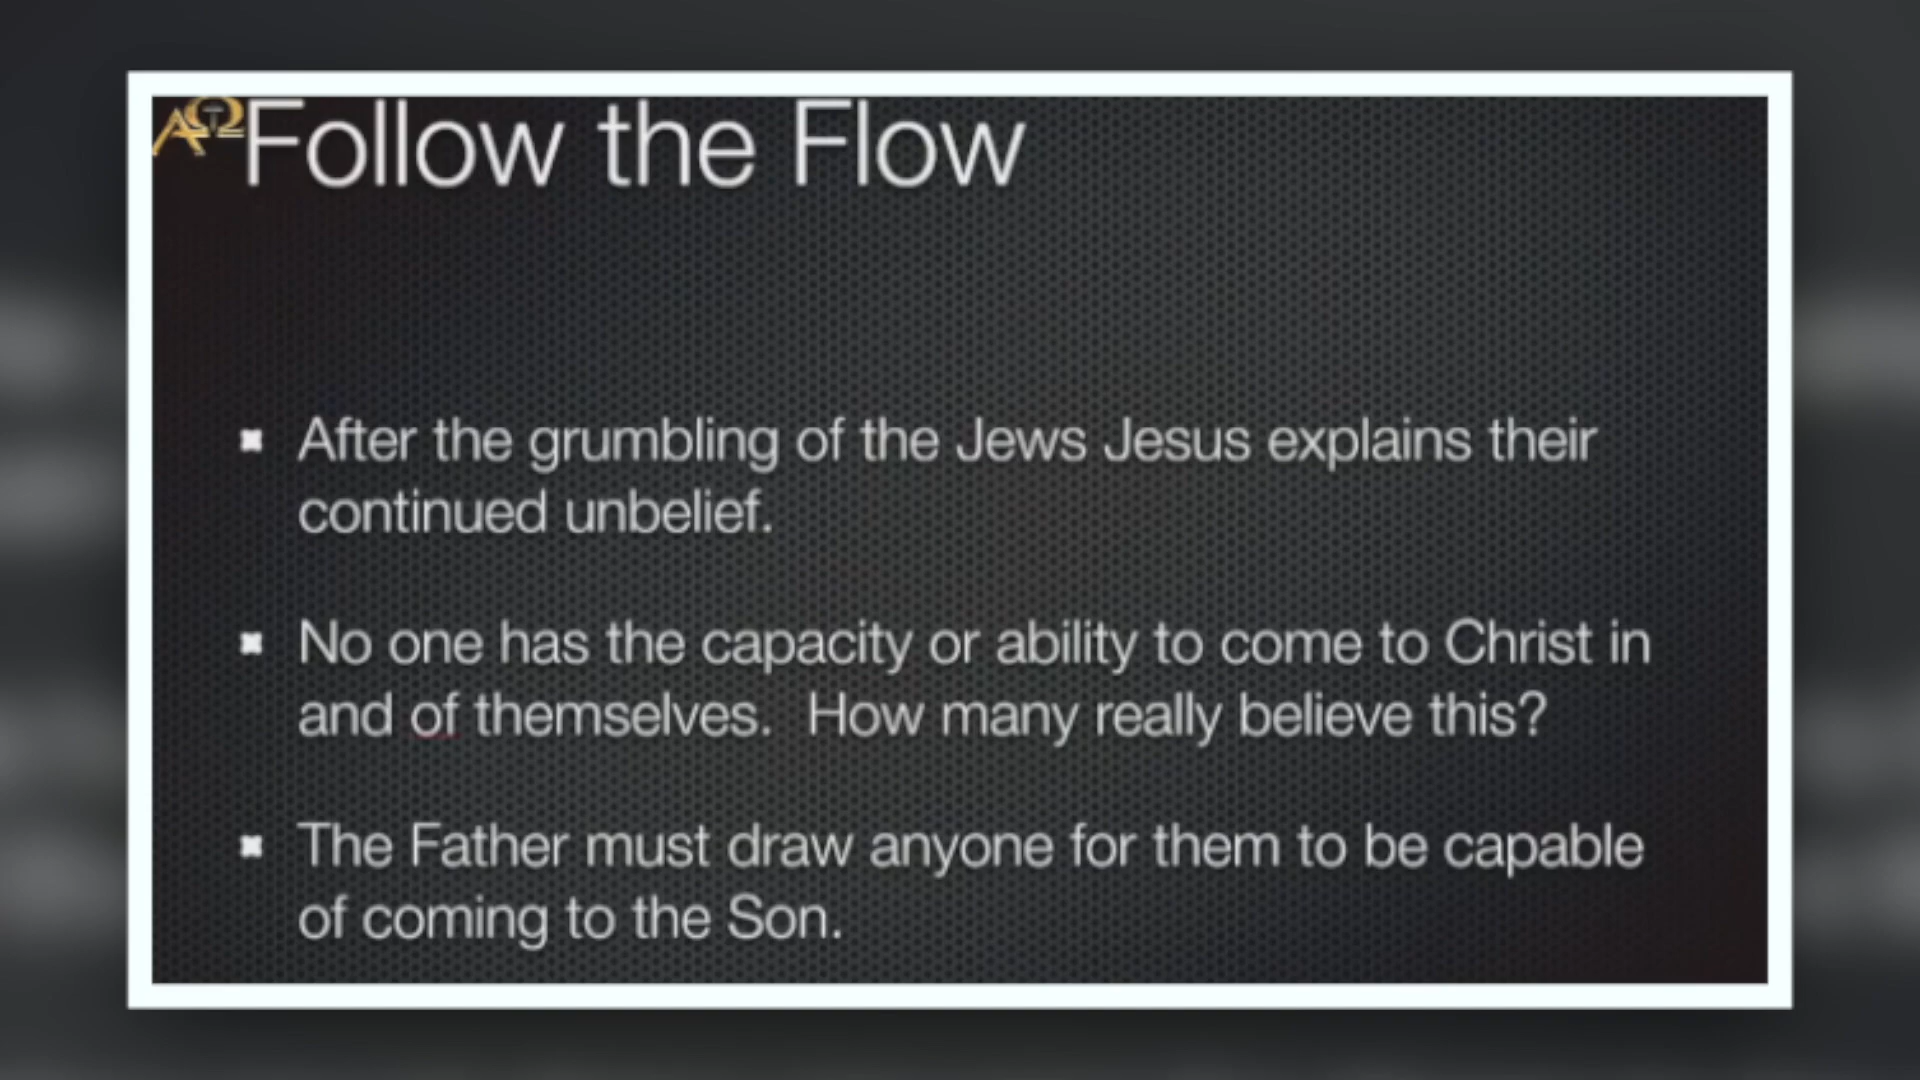 ΑΩ
Follow the Flow
After the grumbling of the Jews Jesus explains their
continued unbelief.
No one has the capacity or ability to come to Christ in
and of themselves.  How many really believe this?
The Father must draw anyone for them to be capable
of coming to the Son.